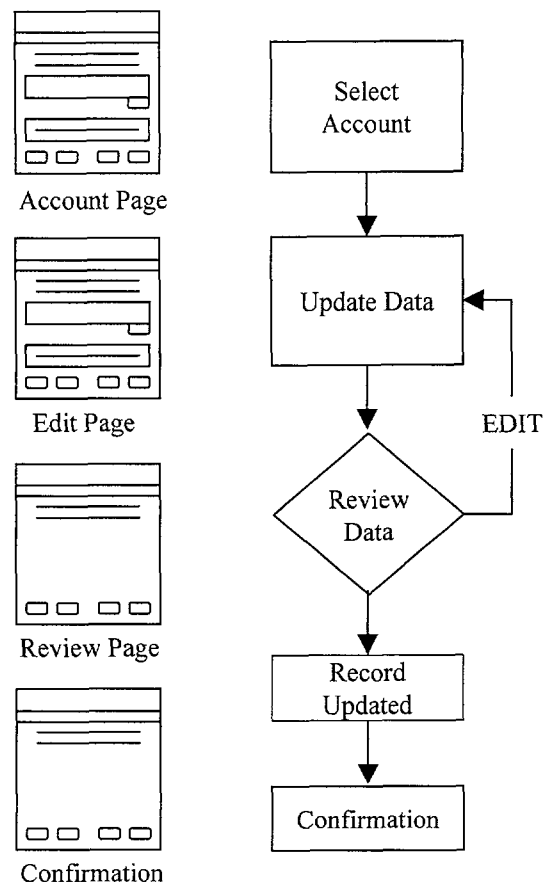 Account Page
Edit Page
Review Page
Confirmation
Select
Account
Update Data
EDIT
Review
Data
Record
Updated
Confirmation